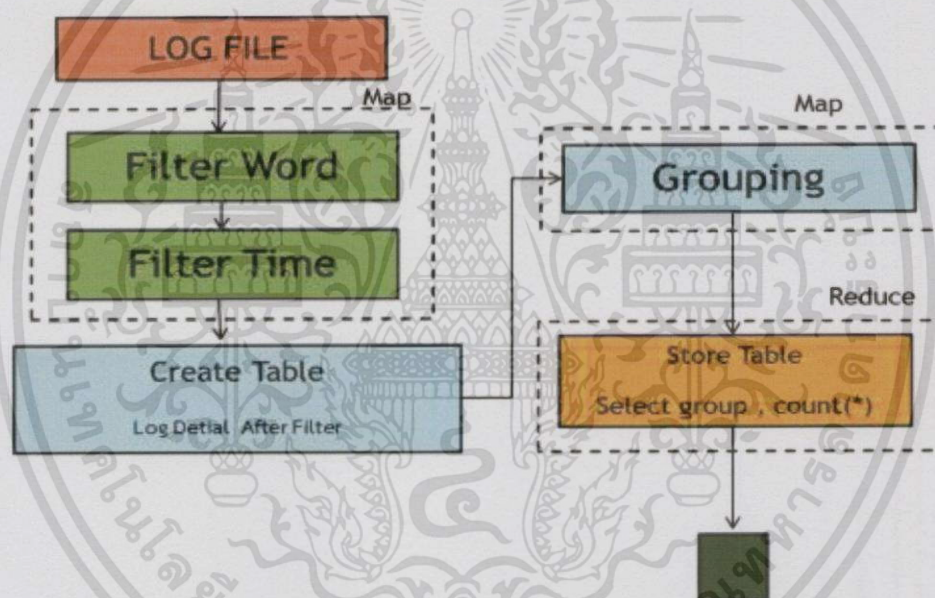 LOG FILE
Map
Filter Word
Filter Time
Create Table
Log Detial After Filter
Map
Grouping
Reduce
Store Table
Select group , count(*)